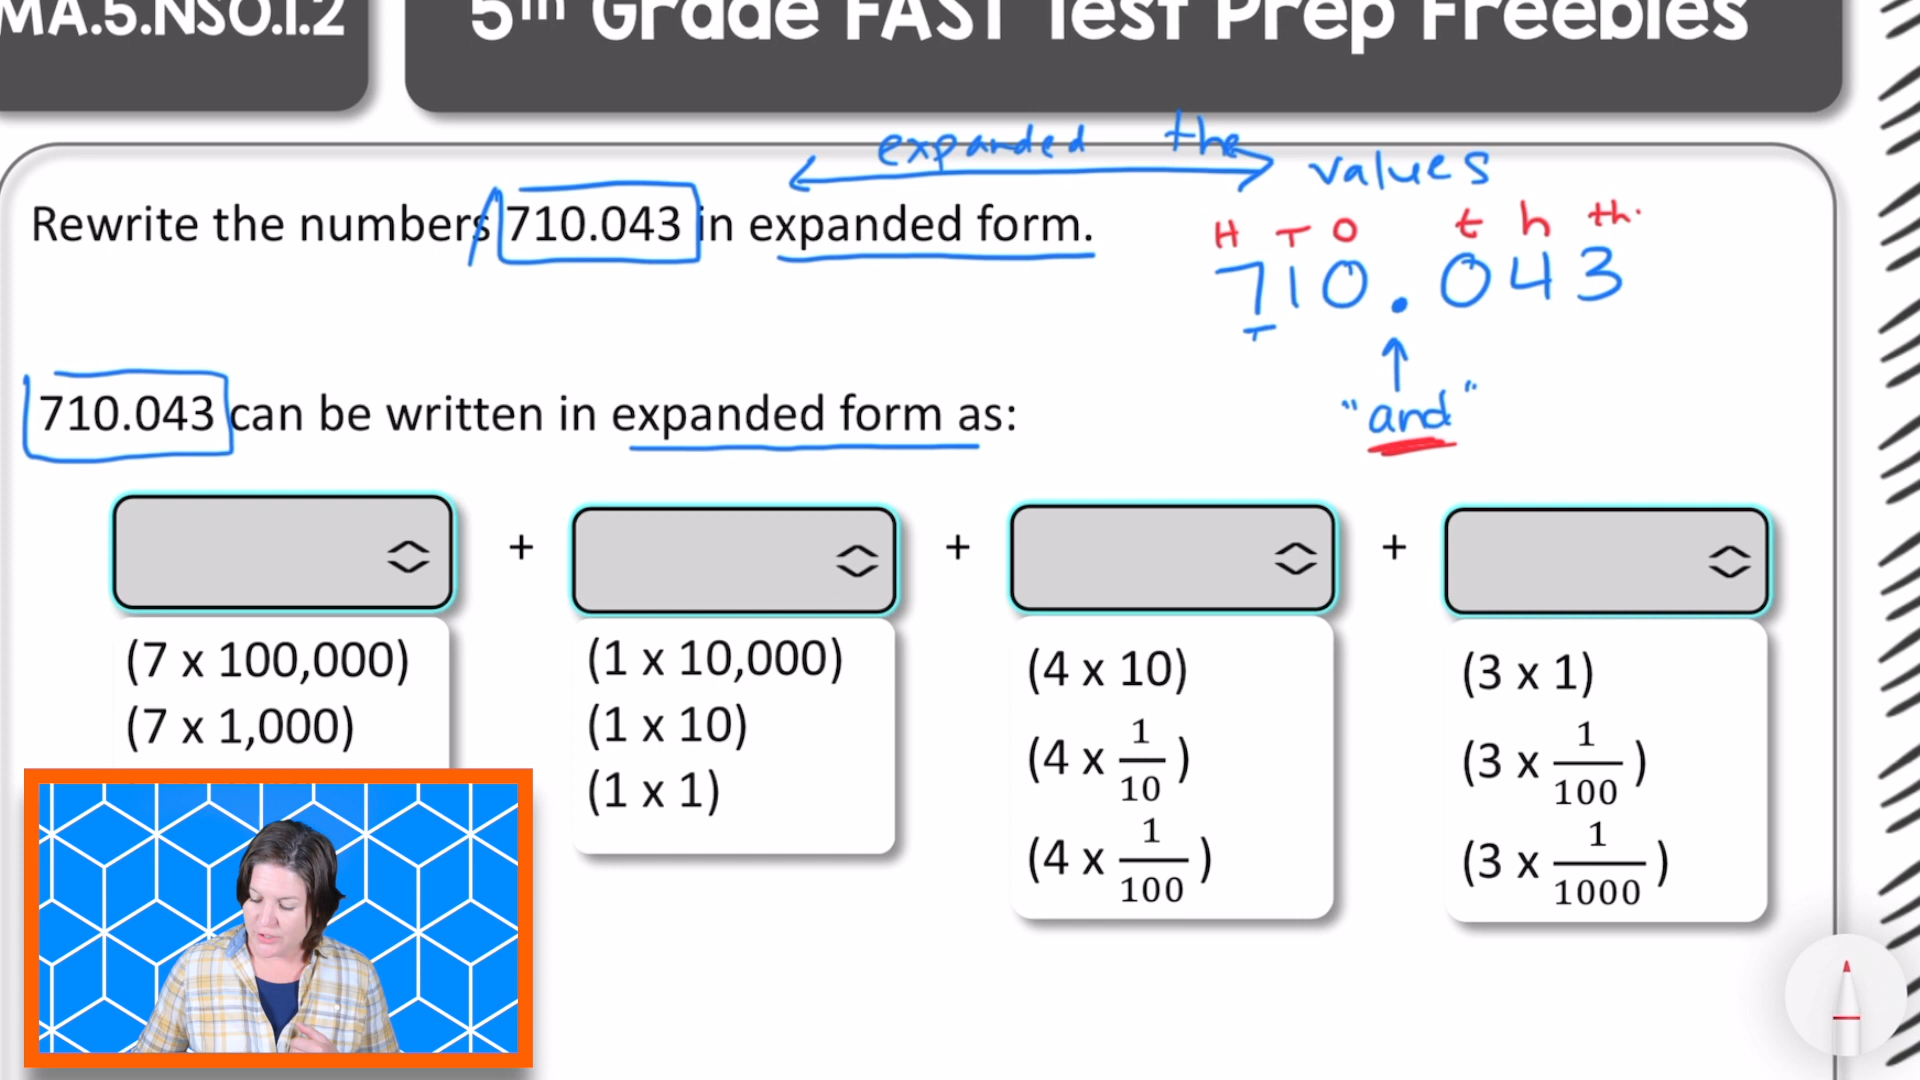 MA.5.NSO.1.2
5th Grade FAST Test Prep Freebies
expanded the
values
Rewrite the numbers 710.043 in expanded form.
H T O t h th.
710.043
"and"
710.043 can be written in expanded form as:
+ + +
(7 x 100,000)
(7 x 1,000)
(1 x 10,000)
(1 x 10)
(1 x 1)
(4 x 10)
(4 x 1/10)
(4 x 1/100)
(3 x 1)
(3 x 1/100)
(3 x 1/1000)